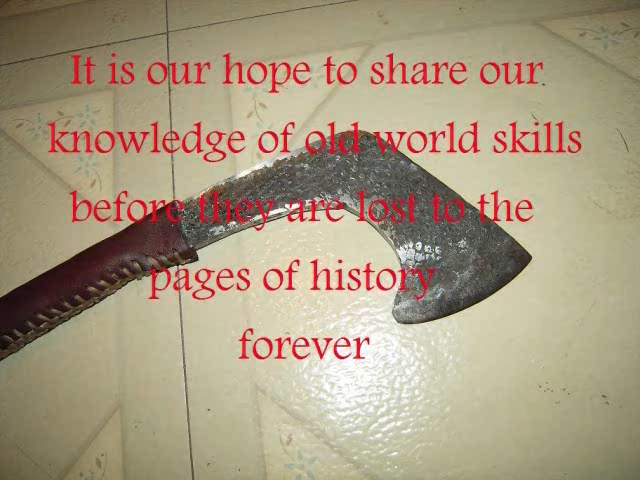 It is our hope to share our
knowledge of old world skills
before they are lost to the
pages of history
forever